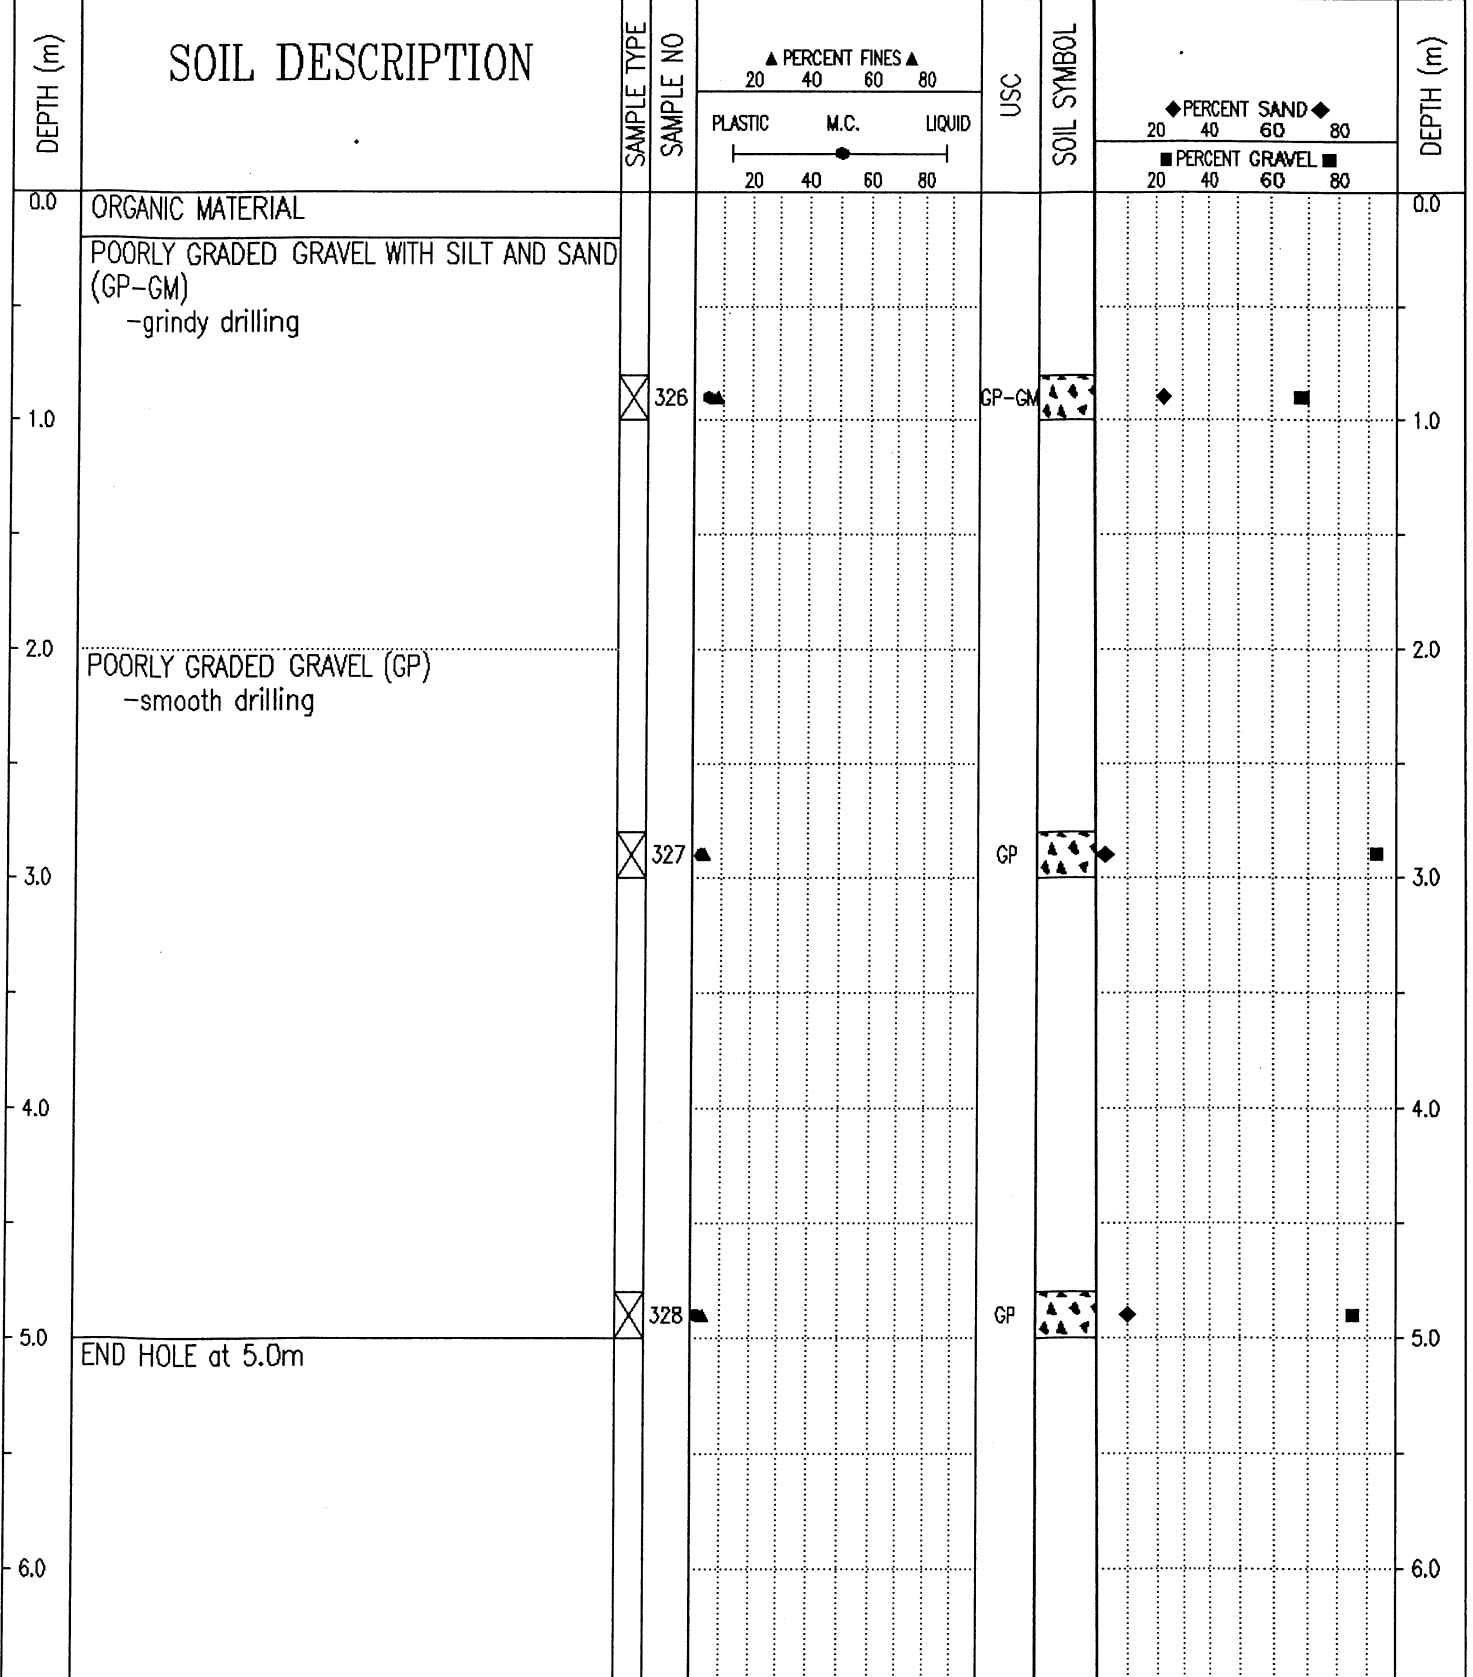 DEPTH (m)
SOIL DESCRIPTION
SAMPLE TYPE
SAMPLE NO
▲ PERCENT FINES ▲
20 40 60 80
PLASTIC M.C. LIQUID
20 40 60 80
USC
SOIL SYMBOL
◆PERCENT SAND◆
20 40 60 80
■PERCENT GRAVEL■
20 40 60 80
DEPTH (m)
0.0 ORGANIC MATERIAL 0.0
POORLY GRADED GRAVEL WITH SILT AND SAND
(GP-GM)
-grindy drilling
326 GP-GM
1.0 1.0
2.0 2.0
POORLY GRADED GRAVEL (GP)
-smooth drilling
327 GP
3.0 3.0
4.0 4.0
328 GP
5.0 5.0
END HOLE at 5.0m
6.0 6.0